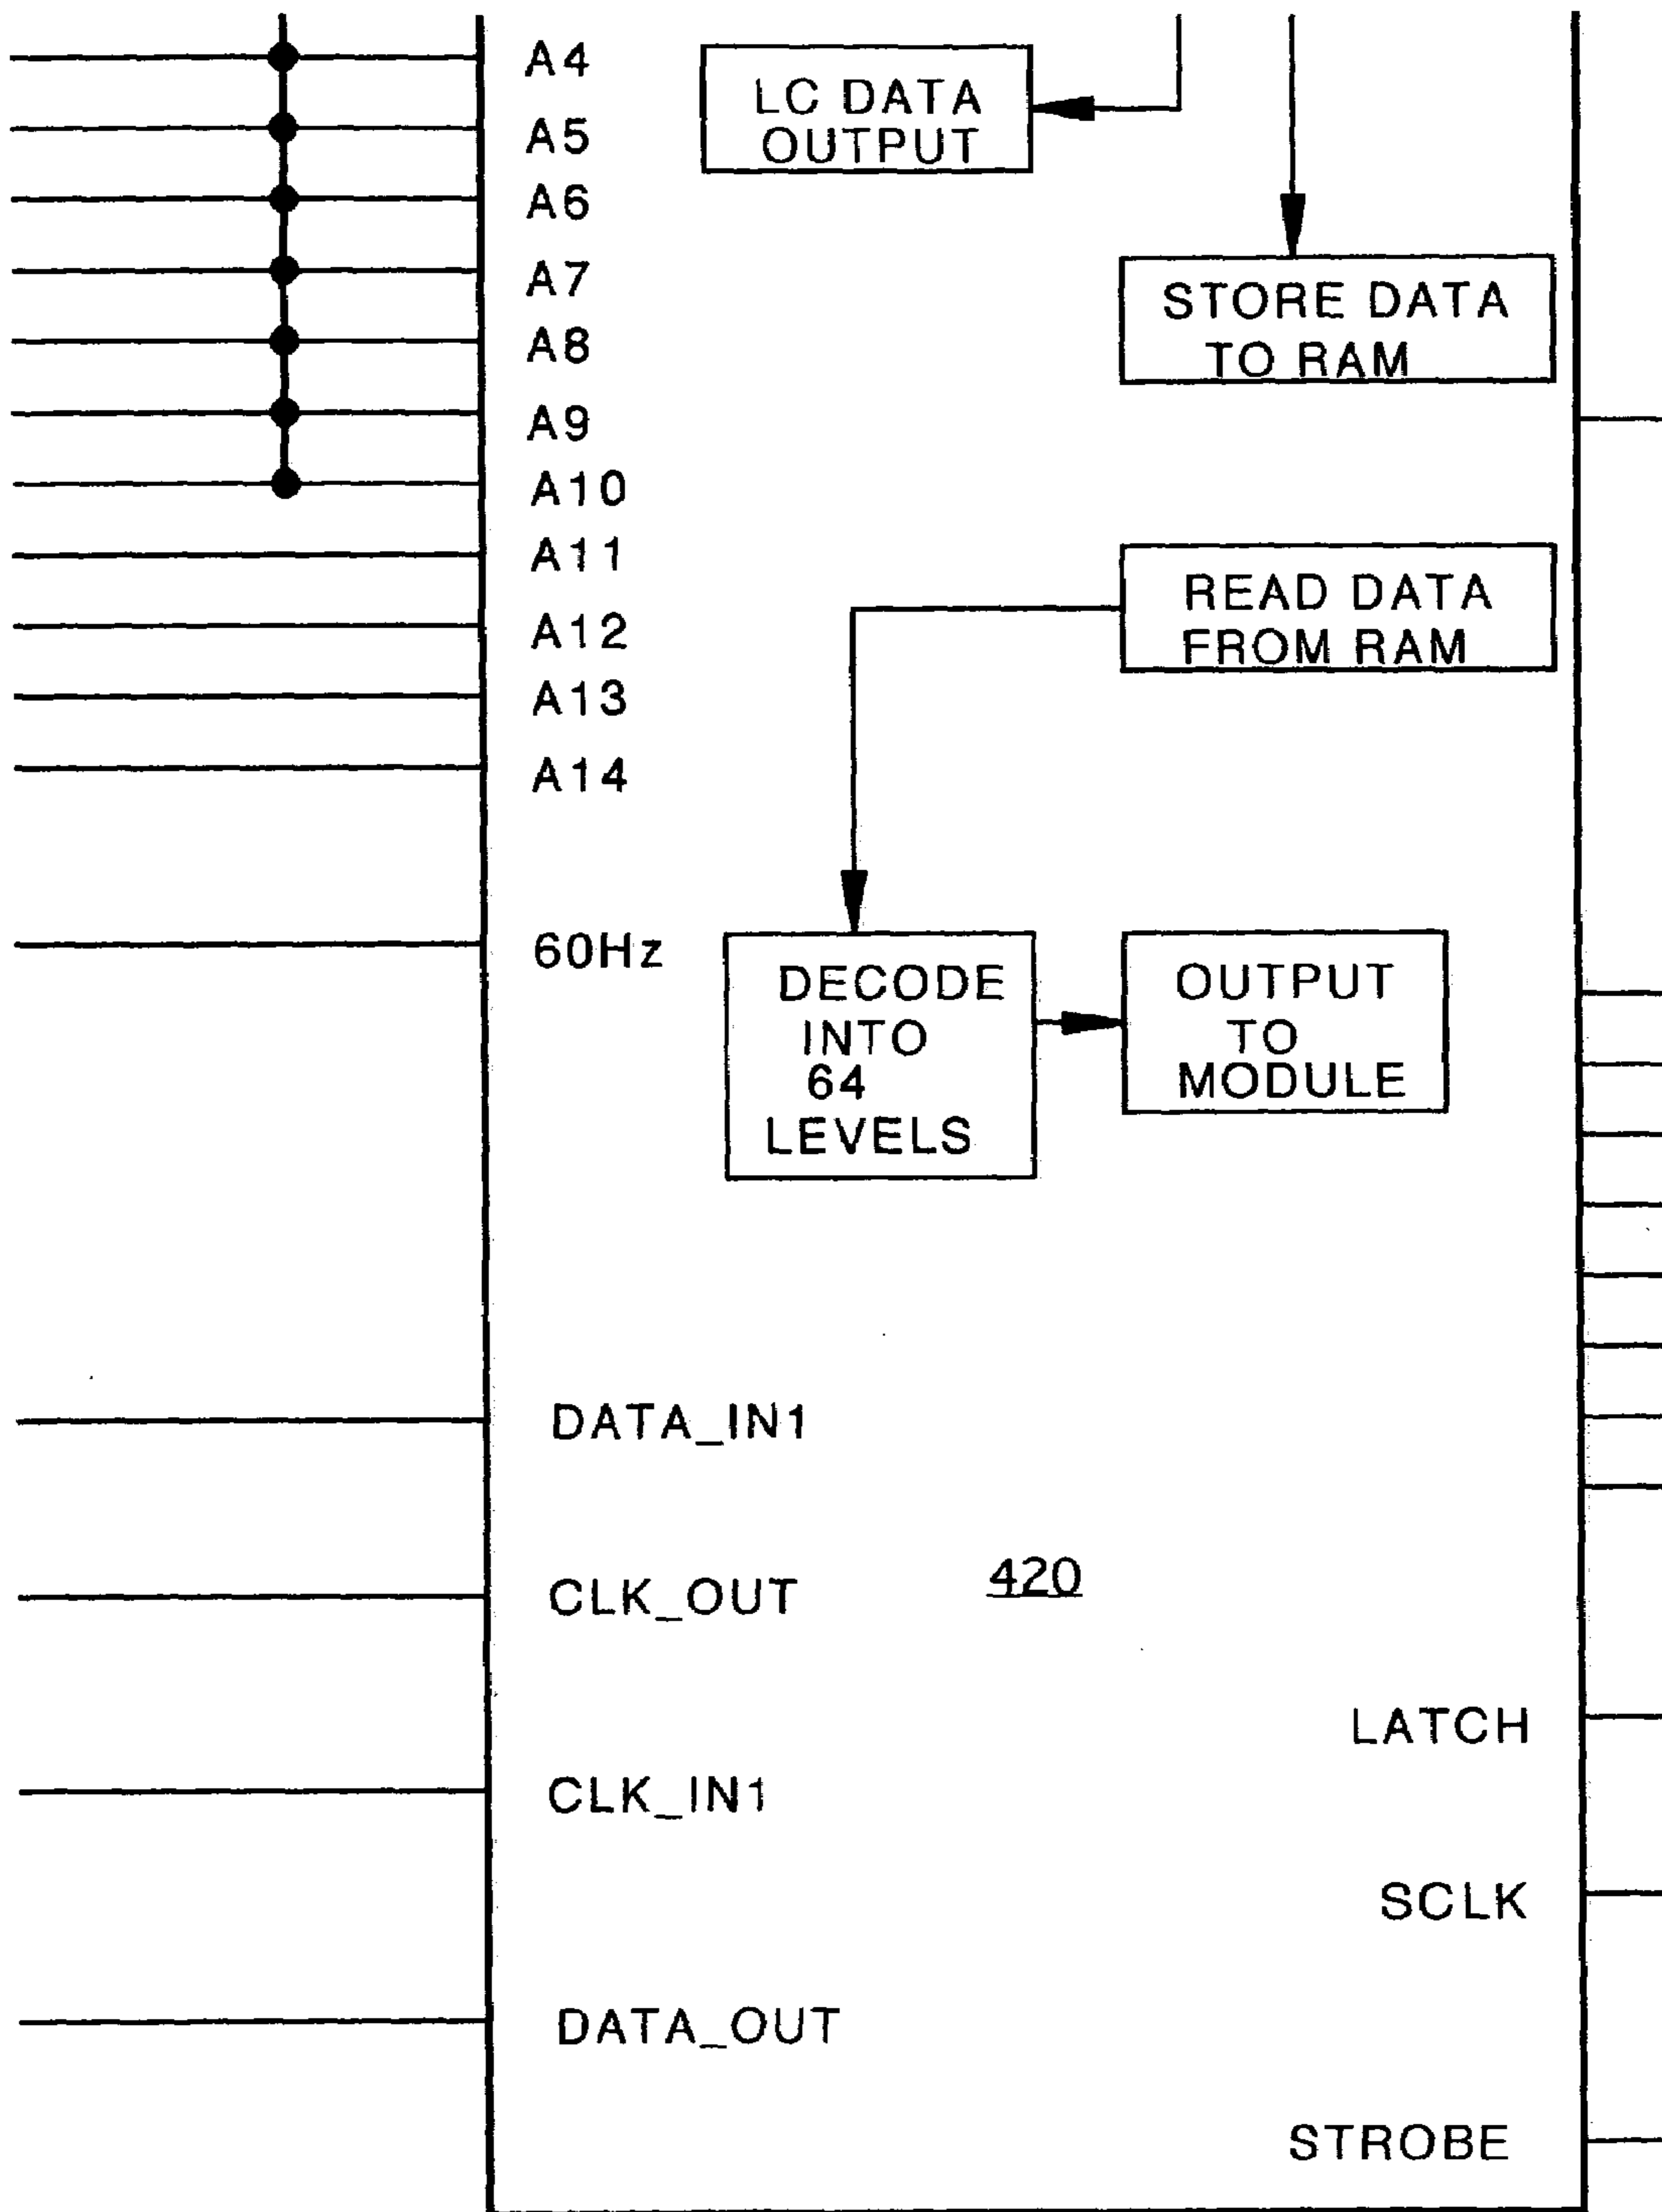 A4
A5
A6
A7
A8
A9
A10
A11
A12
A13
A14
60Hz
DATA_IN1
CLK_OUT
CLK_IN1
DATA_OUT
LC DATA
OUTPUT
STORE DATA
TO RAM
READ DATA
FROM RAM
DECODE
INTO
64
LEVELS
OUTPUT
TO
MODULE
420
LATCH
SCLK
STROBE